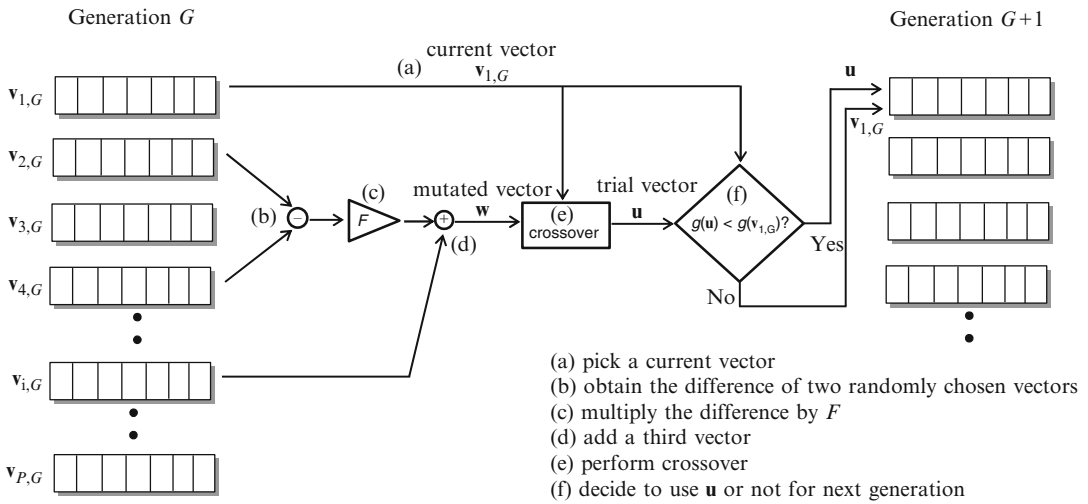 Generation G
Generation G+1
current vector
(a)
v1,G
u
v1,G
v1,G
v2,G
(c)
mutated vector
trial vector
(f)
(b)
−
F
+
w
(e)
u
g(u) < g(v1,G)?
v3,G
crossover
(d)
Yes
v4,G
No
(a) pick a current vector
vi,G
(b) obtain the difference of two randomly chosen vectors
(c) multiply the difference by F
(d) add a third vector
vP,G
(e) perform crossover
(f) decide to use u or not for next generation